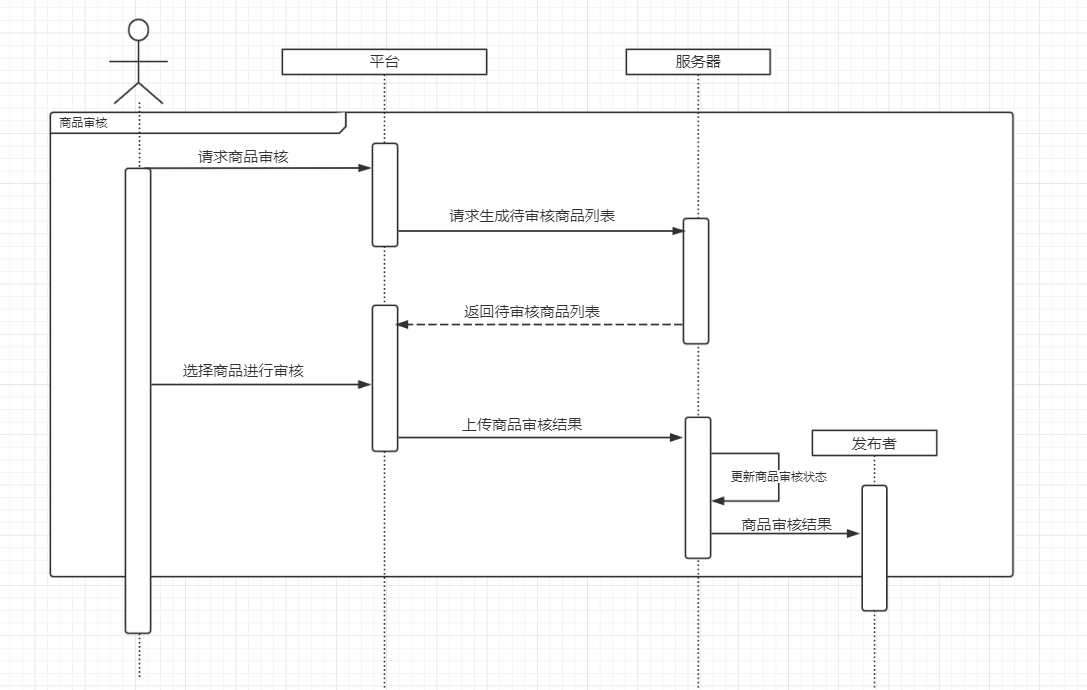 平台
服务器
商品审核
请求商品审核
请求生成待审核商品列表
返回待审核商品列表
选择商品进行审核
上传商品审核结果
发布者
更新商品审核状态
商品审核结果